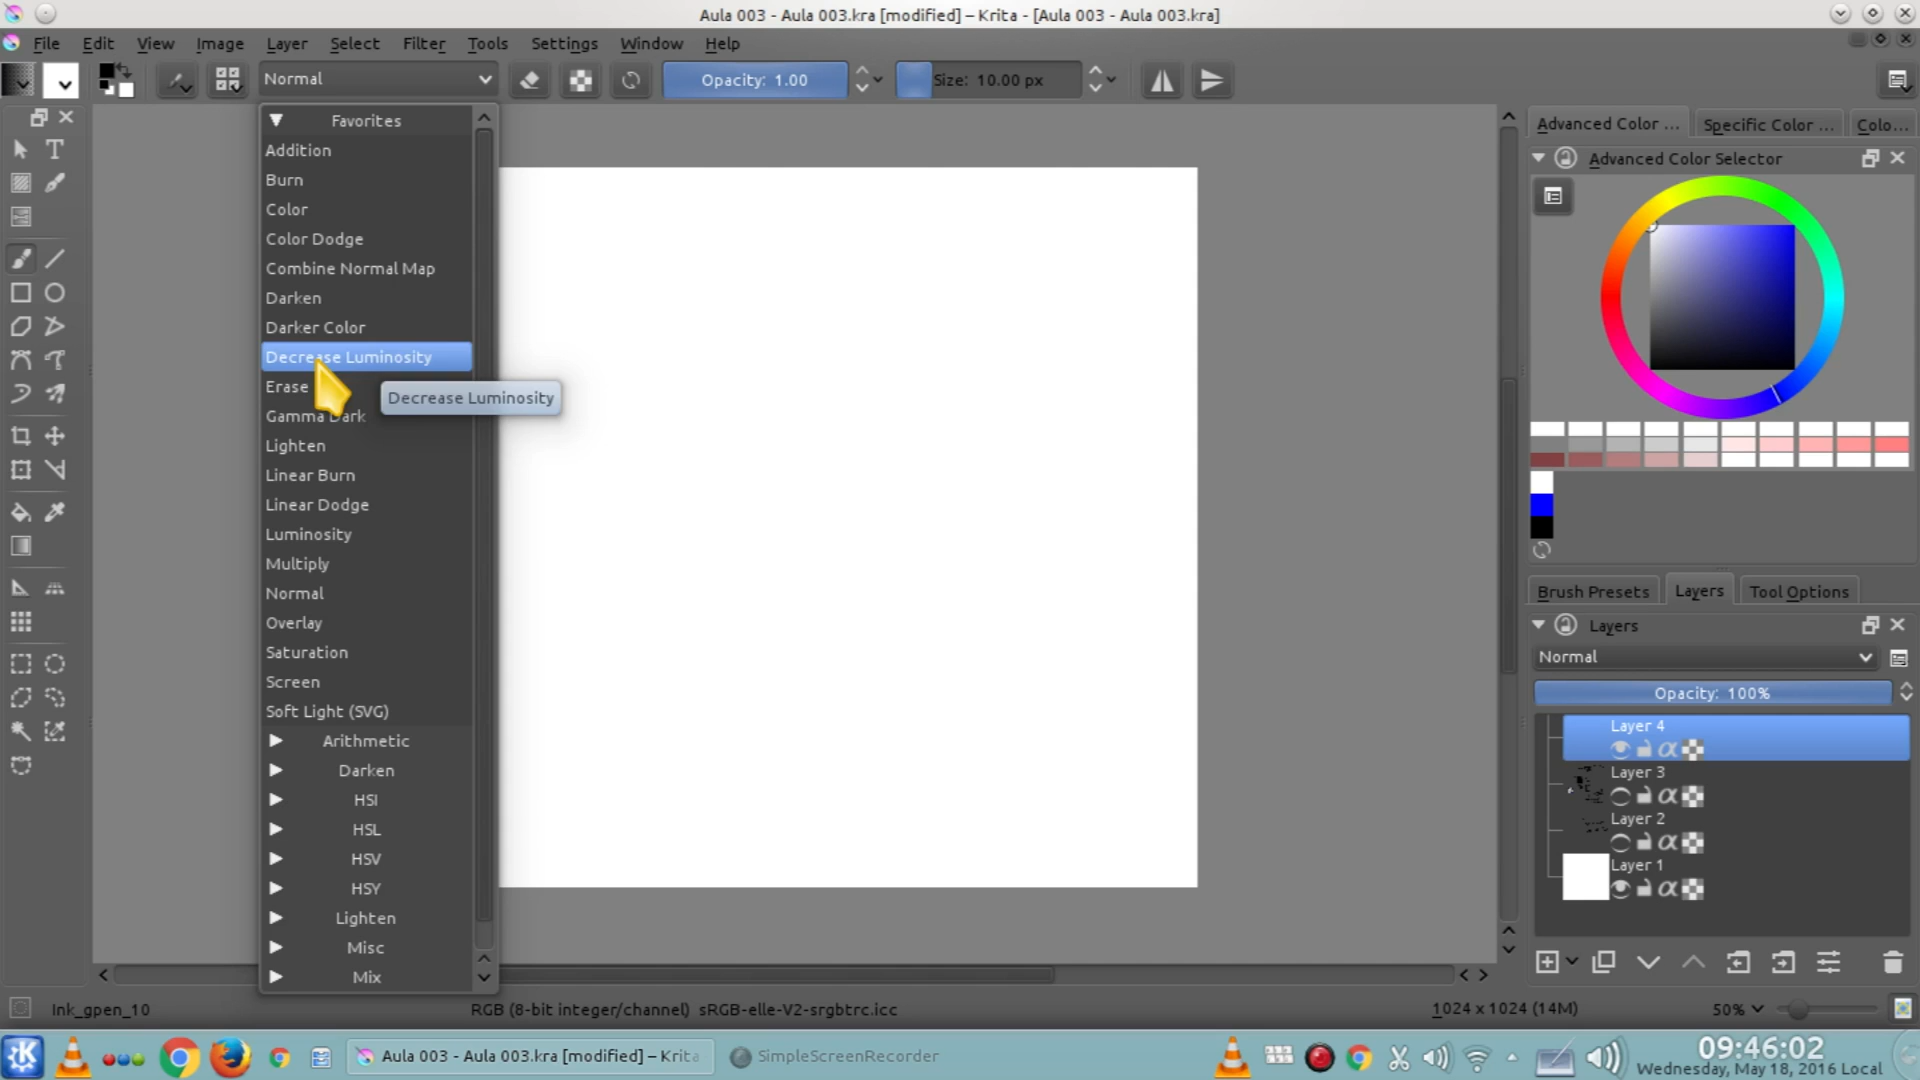 Aula 003 - Aula 003.kra [modified] – Krita - [Aula 003 - Aula 003.kra]
File Edit View Image Layer Select Filter Tools Settings Window Help
Normal
Opacity: 1.00
Size: 10.00 px
Favorites
Addition
Burn
Color
Color Dodge
Combine Normal Map
Darken
Darker Color
Decrease Luminosity
Erase
Decrease Luminosity
Gamma Dark
Lighten
Linear Burn
Linear Dodge
Luminosity
Multiply
Normal
Overlay
Saturation
Screen
Soft Light (SVG)
Arithmetic
Darken
HSI
HSL
HSV
HSY
Lighten
Misc
Mix
Advanced Color ... Specific Color ... Colo...
Advanced Color Selector
Brush Presets Layers Tool Options
Layers
Normal
Opacity: 100%
Layer 4
Layer 3
Layer 2
Layer 1
Ink_gpen_10
RGB (8-bit integer/channel) sRGB-elle-V2-srgbtrc.icc
1024 x 1024 (14M)
50%
Aula 003 - Aula 003.kra [modified] – Krita
SimpleScreenRecorder
09:46:02
Wednesday, May 18, 2016 Local